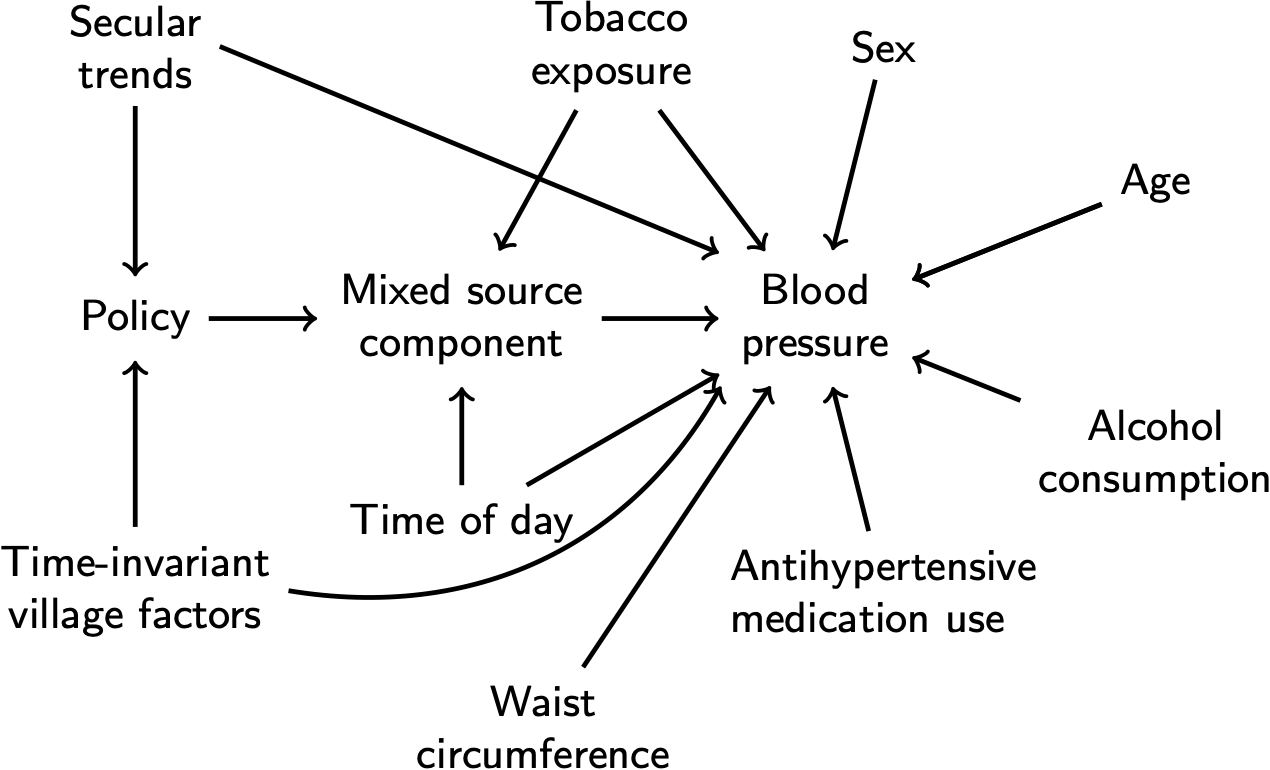 Secular
trends
Tobacco
exposure
Sex
Age
Policy
Mixed source
component
Blood
pressure
Alcohol
consumption
Time of day
Time-invariant
village factors
Antihypertensive
medication use
Waist
circumference